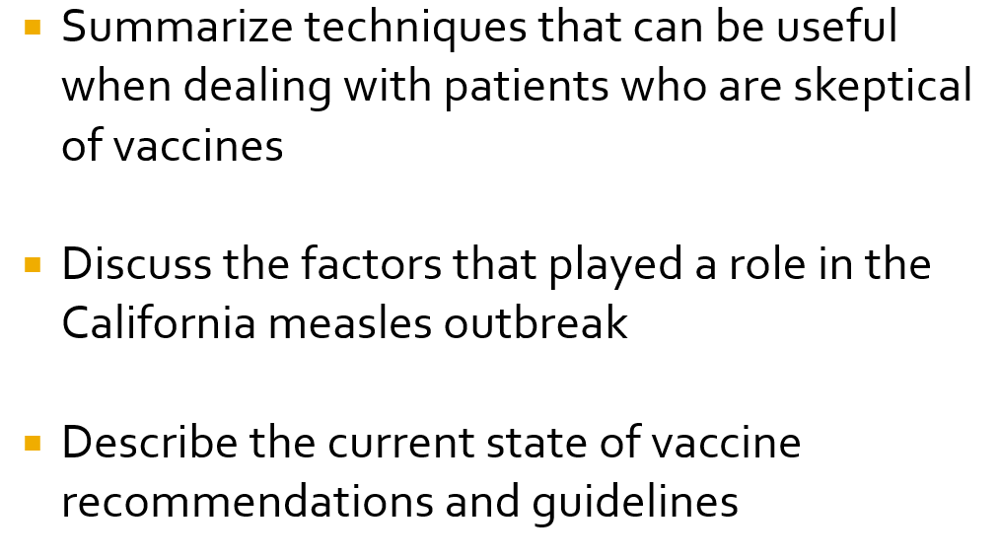 Summarize techniques that can be useful
when dealing with patients who are skeptical
of vaccines
Discuss the factors that played a role in the
California measles outbreak
Describe the current state of vaccine
recommendations and guidelines